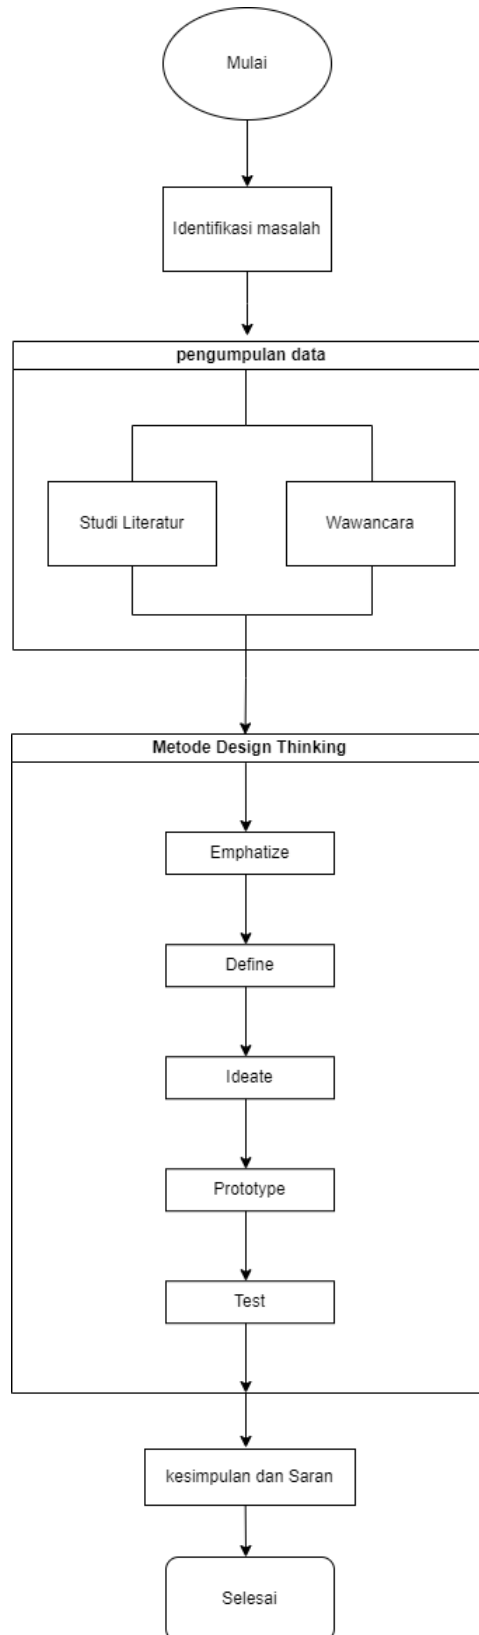 Mulai
Identifikasi masalah
pengumpulan data
Studi Literatur
Wawancara
Metode Design Thinking
Emphatize
Define
Ideate
Prototype
Test
kesimpulan dan Saran
Selesai